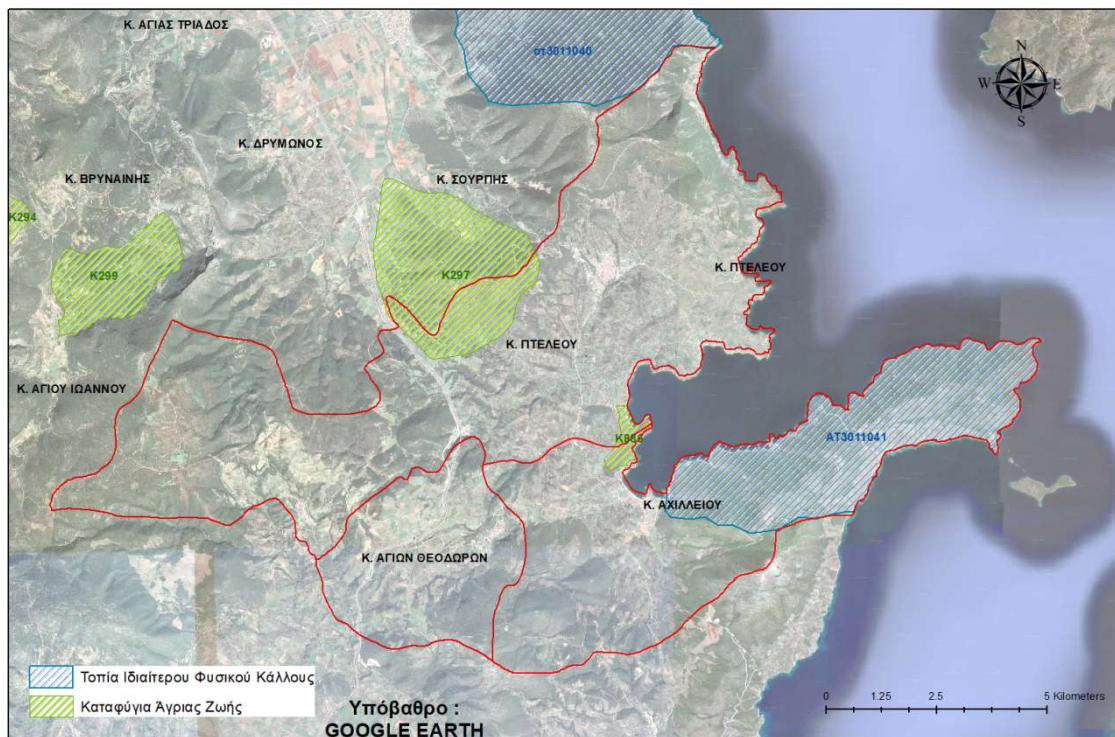 Κ. ΑΓΙΑΣ ΤΡΙΑΔΟΣ
στ3011040
N
W E
S
Κ. ΔΡΥΜΩΝΟΣ
Κ. ΒΡΥΝΑΙΝΗΣ
Κ. ΣΟΥΡΠΗΣ
K294
K299
K297
Κ. ΠΤΕΛΕΟΥ
Κ. ΠΤΕΛΕΟΥ
Κ. ΑΓΙΟΥ ΙΩΑΝΝΟΥ
AT3011041
Κ. ΑΧΙΛΛΕΙΟΥ
Κ. ΑΓΙΩΝ ΘΕΟΔΩΡΩΝ
Τοπία Ιδιαίτερου Φυσικού Κάλλους
Καταφύγια Άγριας Ζωής
Υπόβαθρο :
GOOGLE EARTH
0 1.25 2.5 5 Kilometers